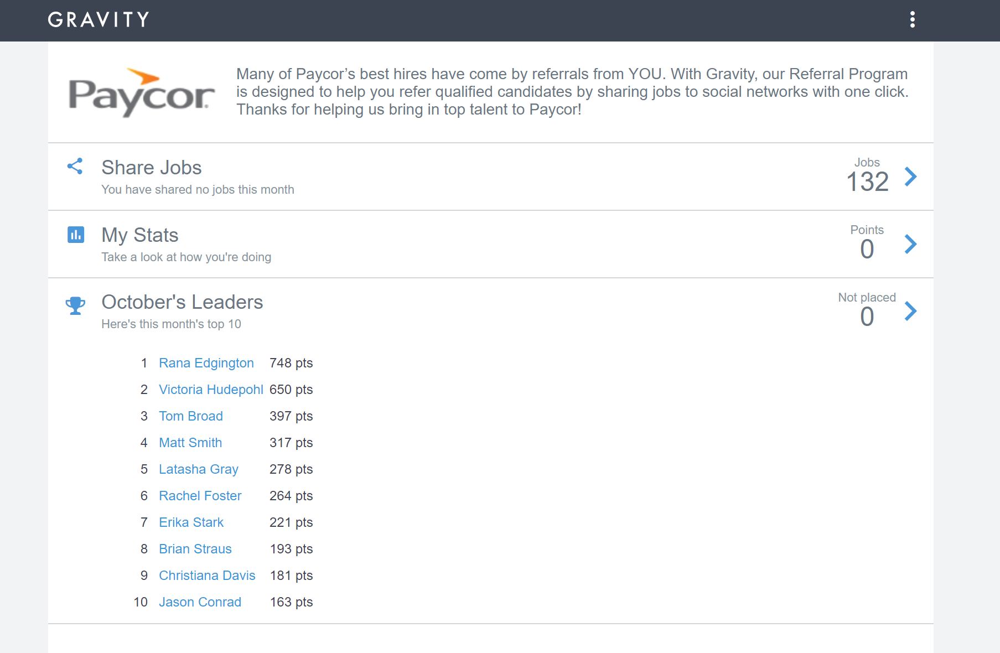 GRAVITY
Paycor
Many of Paycor’s best hires have come by referrals from YOU. With Gravity, our Referral Program
is designed to help you refer qualified candidates by sharing jobs to social networks with one click.
Thanks for helping us bring in top talent to Paycor!
Share Jobs
You have shared no jobs this month
Jobs
132
My Stats
Take a look at how you're doing
Points
0
October's Leaders
Here's this month's top 10
Not placed
0
1 Rana Edgington 748 pts
2 Victoria Hudepohl 650 pts
3 Tom Broad 397 pts
4 Matt Smith 317 pts
5 Latasha Gray 278 pts
6 Rachel Foster 264 pts
7 Erika Stark 221 pts
8 Brian Straus 193 pts
9 Christiana Davis 181 pts
10 Jason Conrad 163 pts